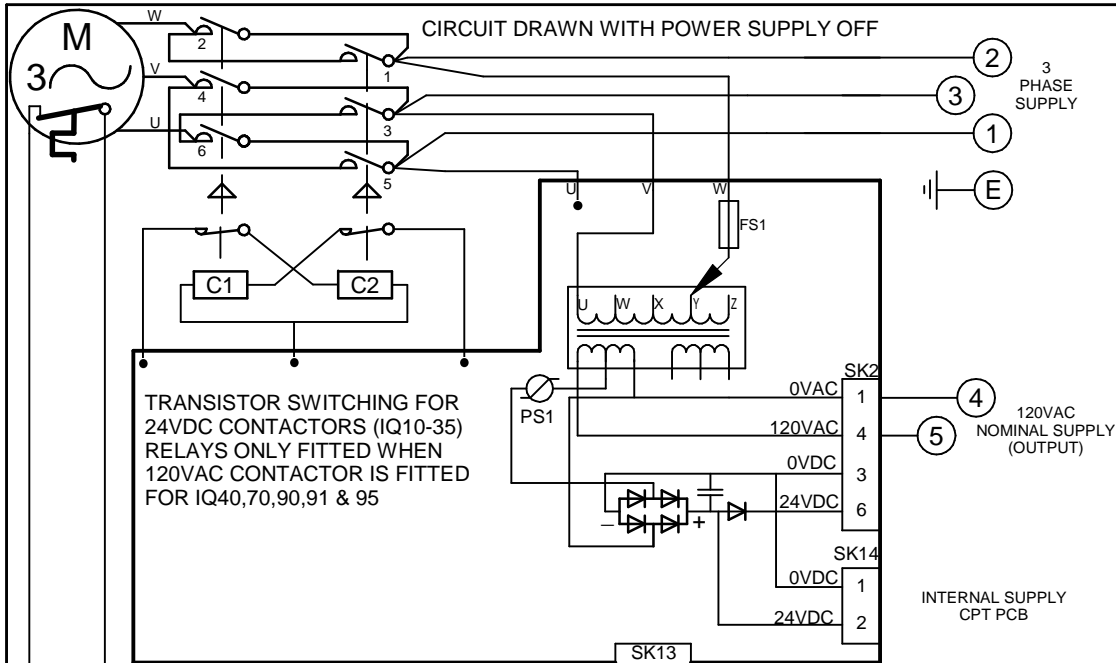 CIRCUIT DRAWN WITH POWER SUPPLY OFF
M
3
W
V
U
2
4
6
1
3
5
2
3
1
E
3
PHASE
SUPPLY
U
V
W
FS1
C1
C2
U
W
X
Y
Z
PS1
TRANSISTOR SWITCHING FOR
24VDC CONTACTORS (IQ10-35)
RELAYS ONLY FITTED WHEN
120VAC CONTACTOR IS FITTED
FOR IQ40,70,90,91 & 95
SK2
0VAC 1
120VAC 4
0VDC 3
24VDC 6
4
5
120VAC
NOMINAL SUPPLY
(OUTPUT)
− +
SK14
0VDC 1
24VDC 2
INTERNAL SUPPLY
CPT PCB
SK13